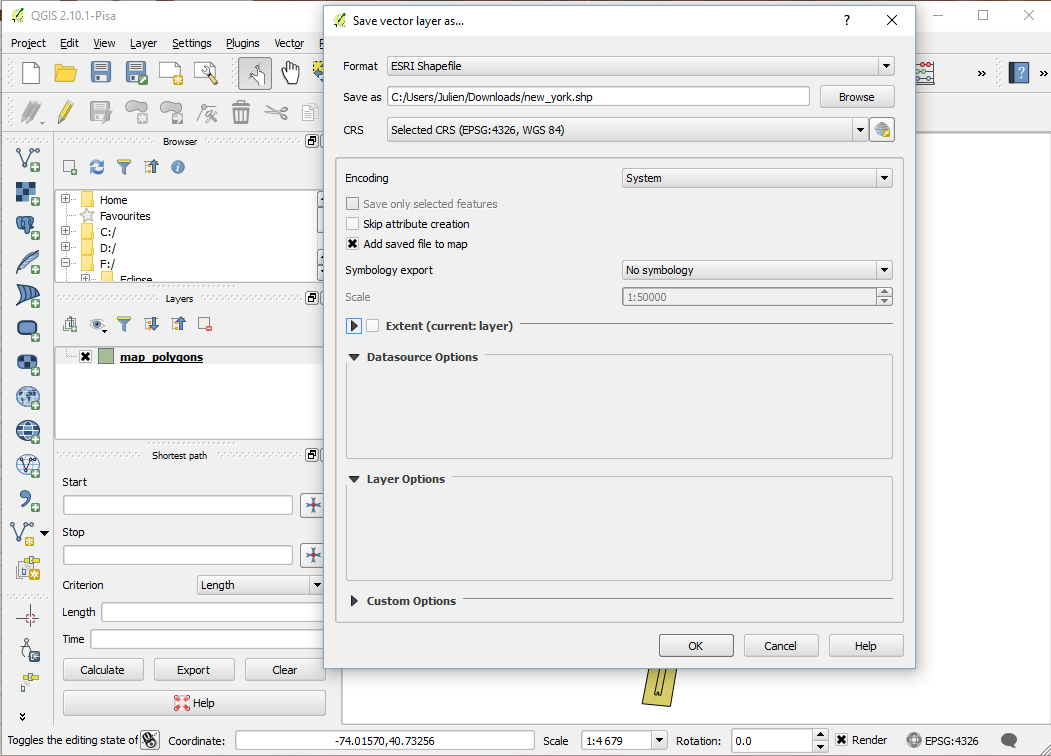 QGIS 2.10.1-Pisa
Project Edit View Layer Settings Plugins Vector
Browser
Home
Favourites
C:/
D:/
F:/
Eclipse
Layers
map_polygons
Shortest path
Start
Stop
Criterion Length
Length
Time
Calculate Export Clear
Help
Save vector layer as...
?
Format ESRI Shapefile
Save as C:/Users/Julien/Downloads/new_york.shp Browse
CRS Selected CRS (EPSG:4326, WGS 84)
Encoding System
Save only selected features
Skip attribute creation
Add saved file to map
Symbology export No symbology
Scale 1:50000
Extent (current: layer)
Datasource Options
Layer Options
Custom Options
OK Cancel Help
Toggles the editing state of Coordinate: -74.01570,40.73256 Scale 1:4 679 Rotation: 0.0 Render EPSG:4326